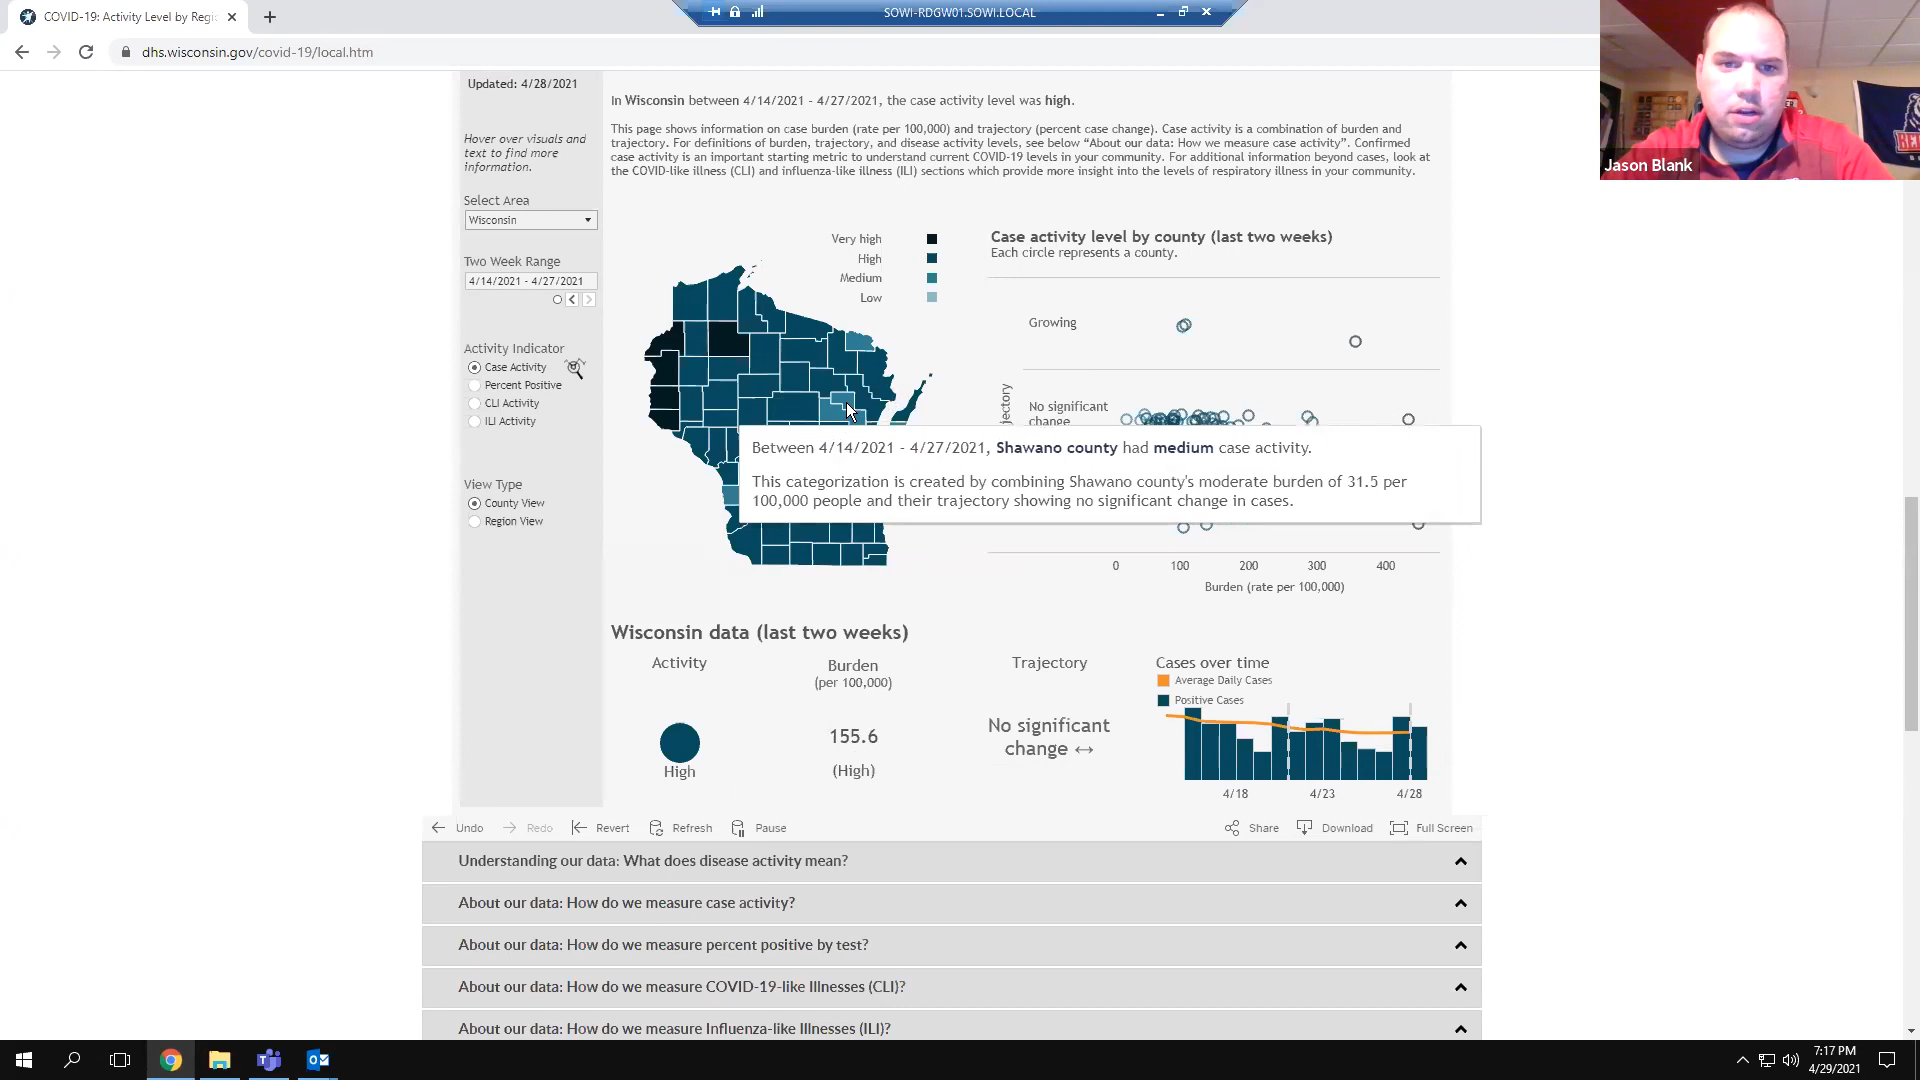 COVID-19: Activity Level by Regi
SOWI-RDGW01.SOWI.LOCAL
dhs.wisconsin.gov/covid-19/local.htm
Jason Blank
Updated: 4/28/2021
Hover over visuals and
text to find more
information.
Select Area
Wisconsin
Two Week Range
4/14/2021 - 4/27/2021
Activity Indicator
Case Activity
Percent Positive
CLI Activity
ILI Activity
View Type
County View
Region View
In Wisconsin between 4/14/2021 - 4/27/2021, the case activity level was high.
This page shows information on case burden (rate per 100,000) and trajectory (percent case change). Case activity is a combination of burden and
trajectory. For definitions of burden, trajectory, and disease activity levels, see below “About our data: How we measure case activity”. Confirmed
case activity is an important starting metric to understand current COVID-19 levels in your community. For additional information beyond cases, look at
the COVID-like illness (CLI) and influenza-like illness (ILI) sections which provide more insight into the levels of respiratory illness in your community.
Very high
High
Medium
Low
Case activity level by county (last two weeks)
Each circle represents a county.
Growing
No significant
change
jectory
Between 4/14/2021 - 4/27/2021, Shawano county had medium case activity.
This categorization is created by combining Shawano county's moderate burden of 31.5 per
100,000 people and their trajectory showing no significant change in cases.
0 100 200 300 400
Burden (rate per 100,000)
Wisconsin data (last two weeks)
Activity
High
Burden
(per 100,000)
155.6
(High)
Trajectory
No significant
change ↔
Cases over time
Average Daily Cases
Positive Cases
4/18 4/23 4/28
Undo Redo Revert Refresh Pause Share Download Full Screen
Understanding our data: What does disease activity mean?
About our data: How do we measure case activity?
About our data: How do we measure percent positive by test?
About our data: How do we measure COVID-19-like Illnesses (CLI)?
About our data: How do we measure Influenza-like Illnesses (ILI)?
7:17 PM
4/29/2021